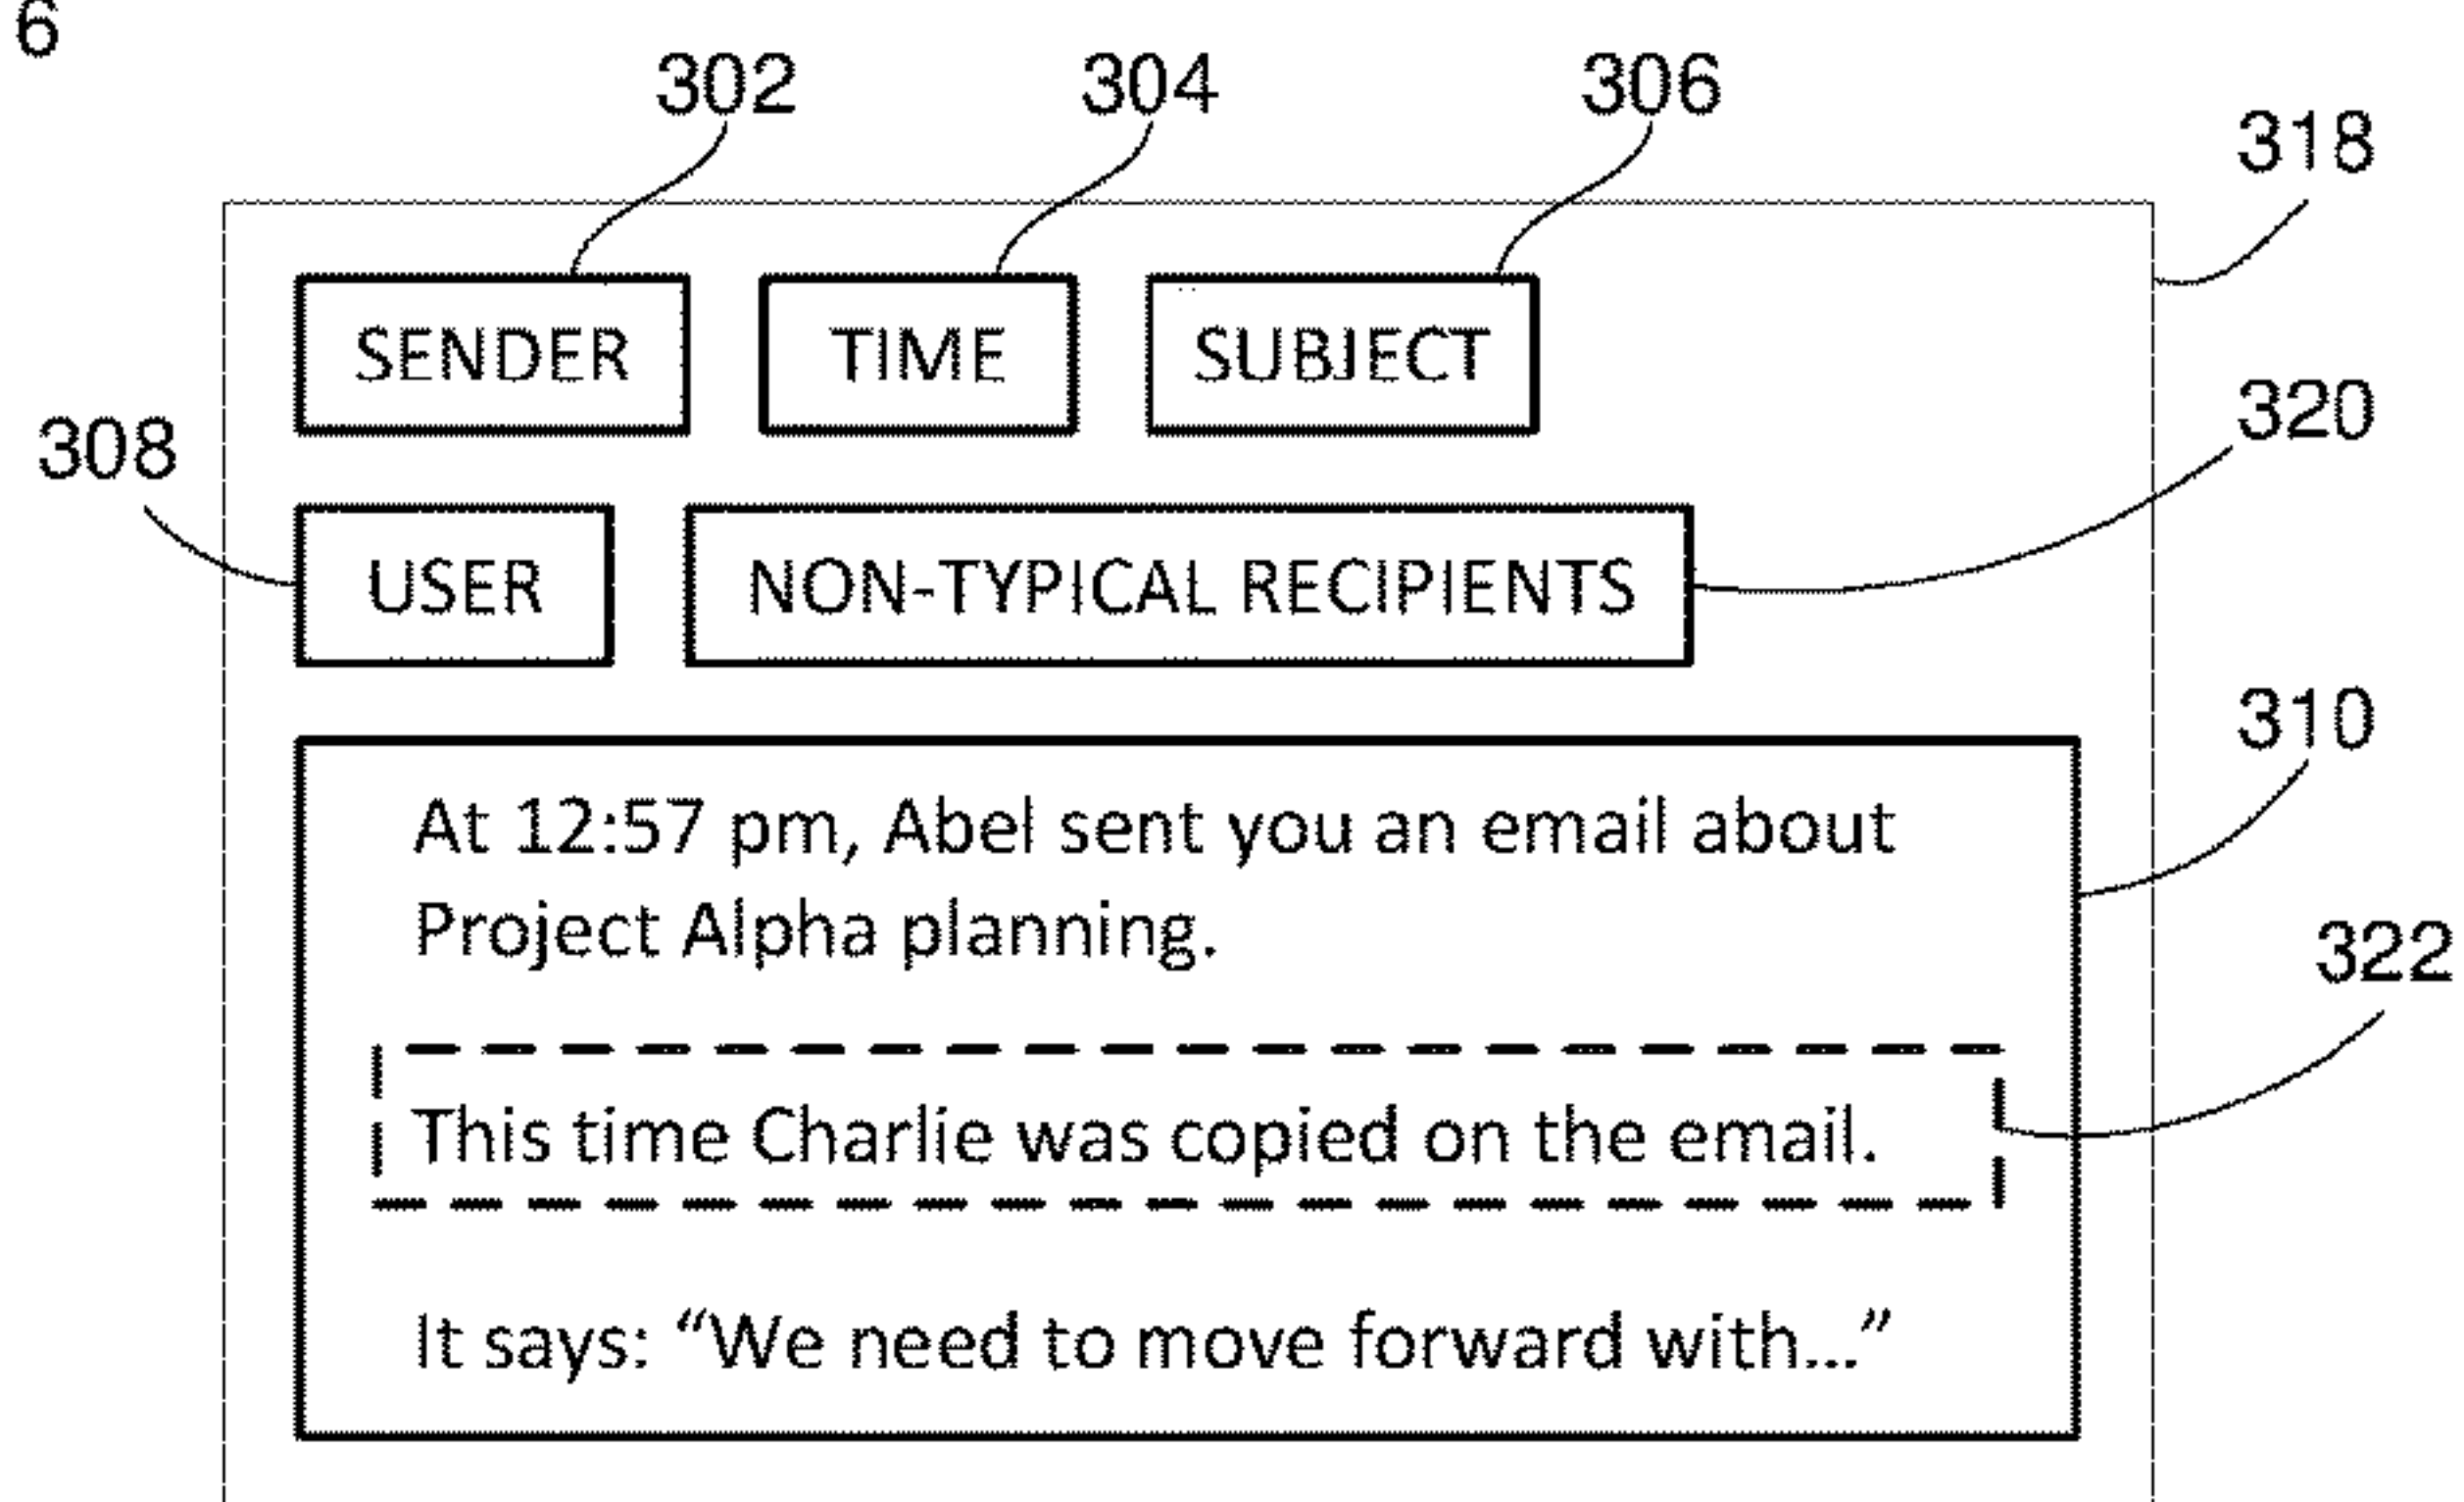 6
302 304 306
318
SENDER TIME SUBJECT
320
308
USER NON-TYPICAL RECIPIENTS
310
At 12:57 pm, Abel sent you an email about
Project Alpha planning.
322
This time Charlie was copied on the email.
It says: “We need to move forward with...”